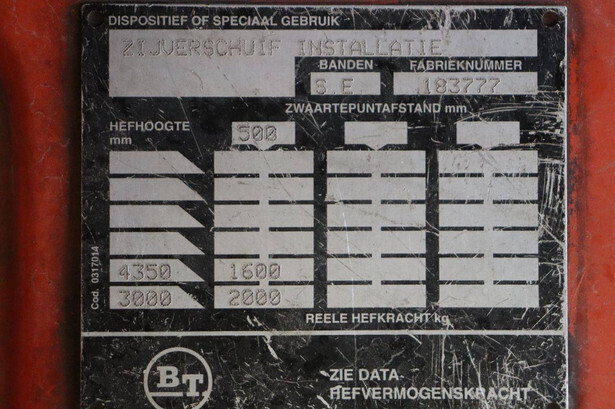 DISPOSITIEF OF SPECIAAL GEBRUIK
ZIJVERSCHUIF INSTALLATIE
BANDEN FABRIEKNUMMER
S.E 183777
ZWAARTEPUNTAFSTAND mm
HEFHOOGTE
mm
500
4350 1600
3000 2000
Cod. 0317014
REELE HEFKRACHT kg
BT
ZIE DATA-
HEFVERMOGENSKRACHT